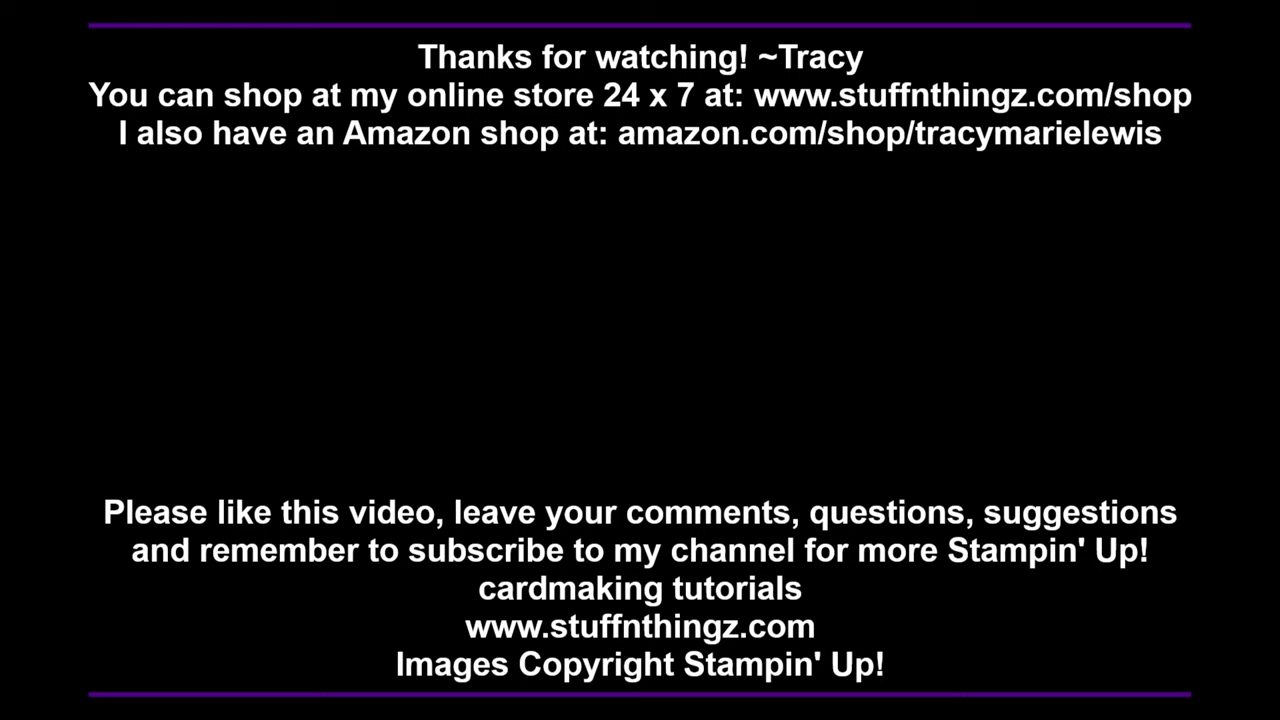 Thanks for watching! ~Tracy
You can shop at my online store 24 x 7 at: www.stuffnthingz.com/shop
I also have an Amazon shop at: amazon.com/shop/tracymarielewis
Please like this video, leave your comments, questions, suggestions
and remember to subscribe to my channel for more Stampin' Up!
cardmaking tutorials
www.stuffnthingz.com
Images Copyright Stampin' Up!